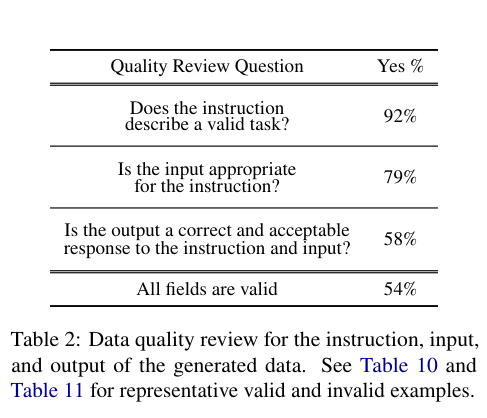 Quality Review Question Yes %
Does the instruction
describe a valid task? 92%
Is the input appropriate
for the instruction? 79%
Is the output a correct and acceptable
response to the instruction and input? 58%
All fields are valid 54%
Table 2: Data quality review for the instruction, input,
and output of the generated data. See Table 10 and
Table 11 for representative valid and invalid examples.